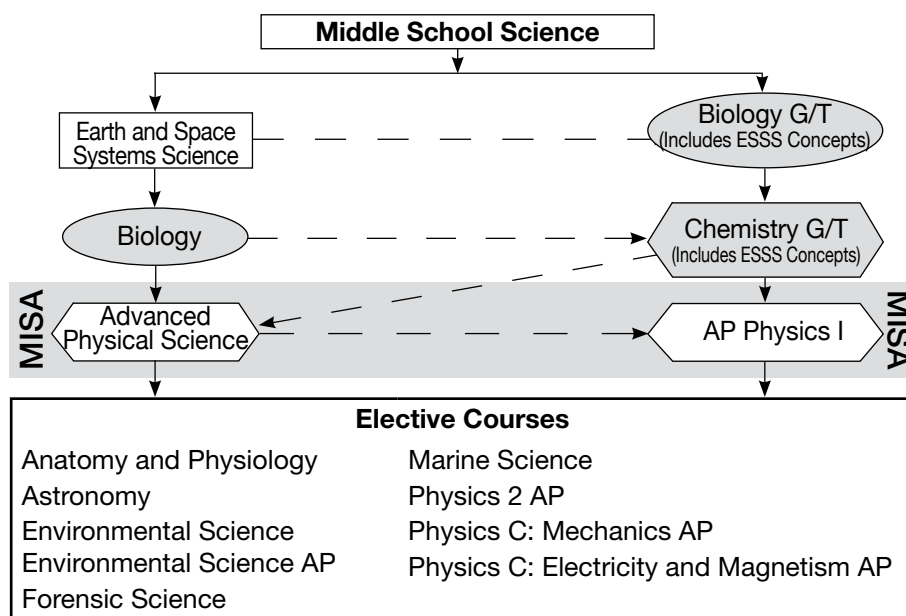 Middle School Science
Earth and Space
Systems Science
Biology G/T
(Includes ESSS Concepts)
Biology
Chemistry G/T
(Includes ESSS Concepts)
MISA
Advanced
Physical Science
AP Physics I
MISA
Elective Courses
Anatomy and Physiology
Astronomy
Environmental Science
Environmental Science AP
Forensic Science
Marine Science
Physics 2 AP
Physics C: Mechanics AP
Physics C: Electricity and Magnetism AP